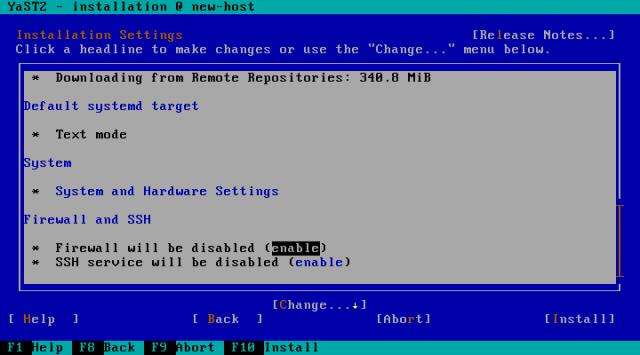 YaST2 - installation @ new-host
Installation Settings [Release Notes...]
Click a headline to make changes or use the "Change..." menu below.
* Downloading from Remote Repositories: 340.8 MiB
Default systemd target
* Text mode
System
* System and Hardware Settings
Firewall and SSH
* Firewall will be disabled (enable)
* SSH service will be disabled (enable)
[Change...↓]
[ Help ] [ Back ] [Abort] [Install]
F1 Help F8 Back F9 Abort F10 Install